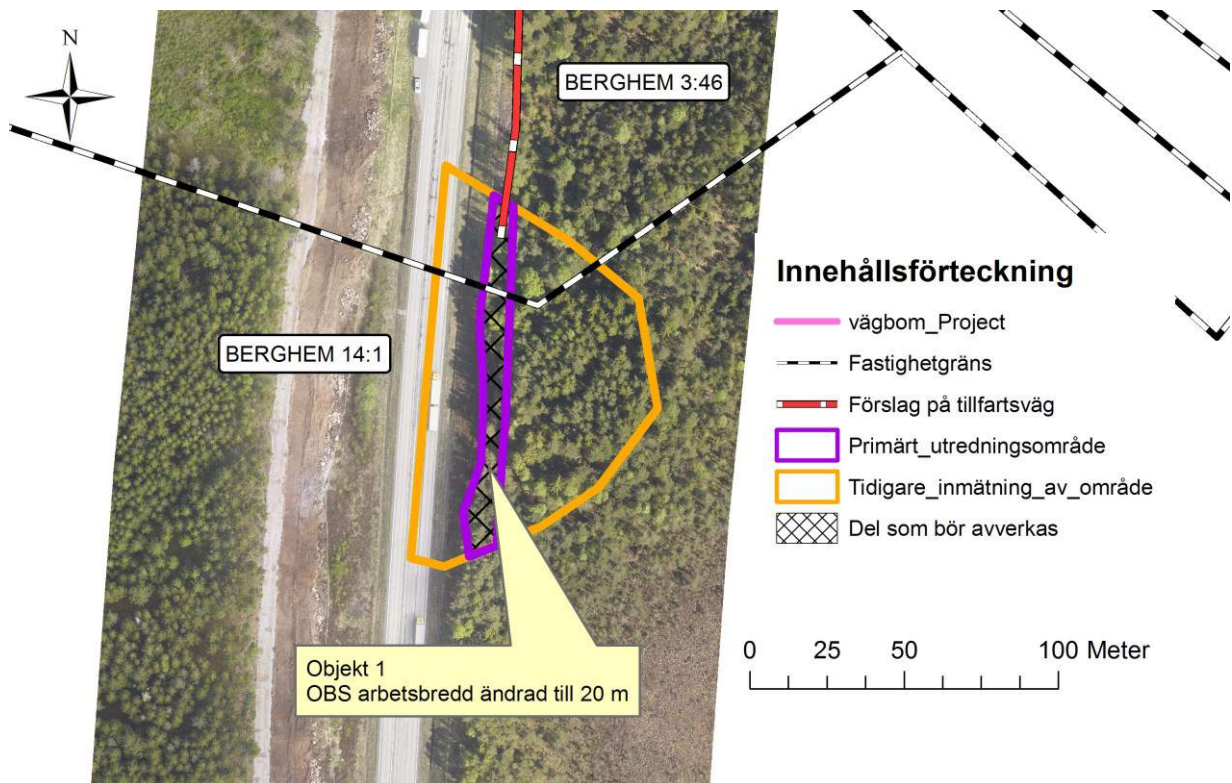 N
BERGHEM 3:46
BERGHEM 14:1
Innehållsförteckning
vägbom_Project
Fastighetgräns
Förslag på tillfartsväg
Primärt_utredningsområde
Tidigare_inmätning_av_område
Del som bör avverkas
0 25 50 100 Meter
Objekt 1
OBS arbetsbredd ändrad till 20 m